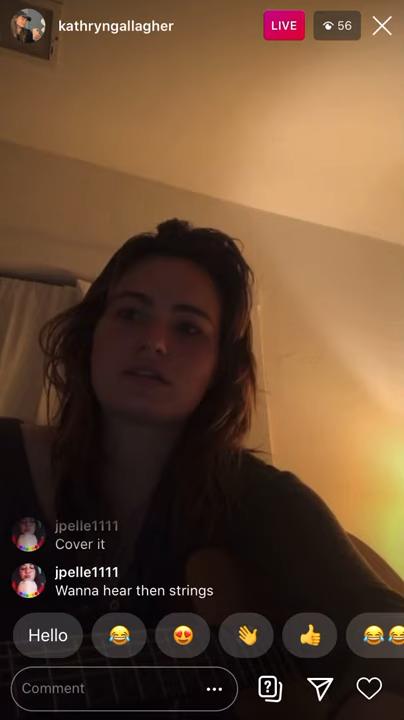 kathryngallagher
LIVE
56
jpelle1111
Cover it
jpelle1111
Wanna hear then strings
Hello
Comment